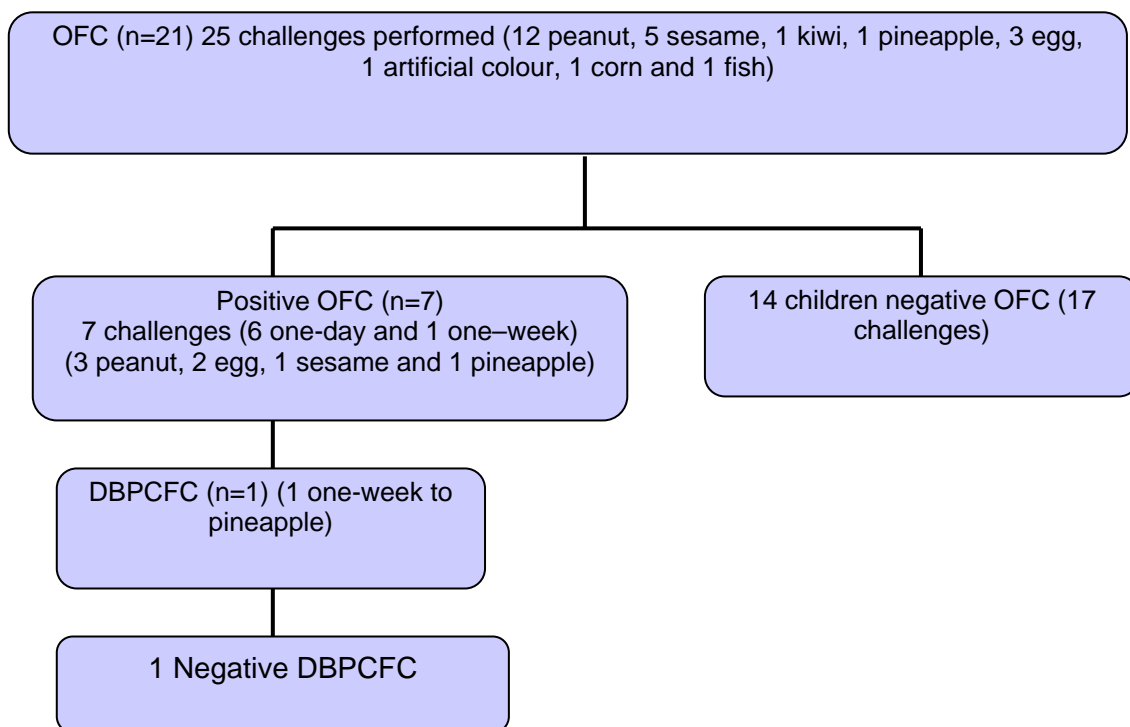 OFC (n=21) 25 challenges performed (12 peanut, 5 sesame, 1 kiwi, 1 pineapple, 3 egg,
1 artificial colour, 1 corn and 1 fish)
Positive OFC (n=7)
7 challenges (6 one-day and 1 one–week)
(3 peanut, 2 egg, 1 sesame and 1 pineapple)
14 children negative OFC (17
challenges)
DBPCFC (n=1) (1 one-week to
pineapple)
1 Negative DBPCFC